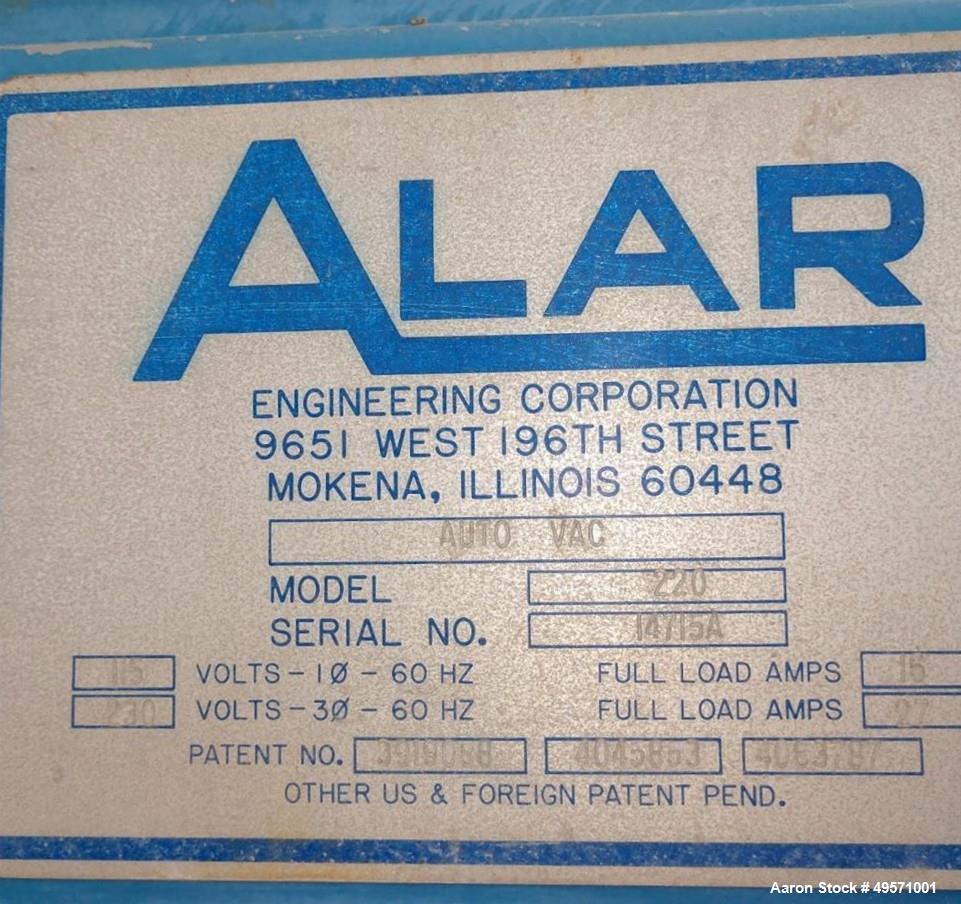 ALAR
ENGINEERING CORPORATION
9651 WEST 196TH STREET
MOKENA, ILLINOIS 60448
AUTO VAC
MODEL 220
SERIAL NO. 14715A
115 VOLTS - 1Ø - 60 HZ FULL LOAD AMPS 16
230 VOLTS - 3Ø - 60 HZ FULL LOAD AMPS 27
PATENT NO. 4045853
OTHER US & FOREIGN PATENT PEND.
Aaron Stock # 49571001